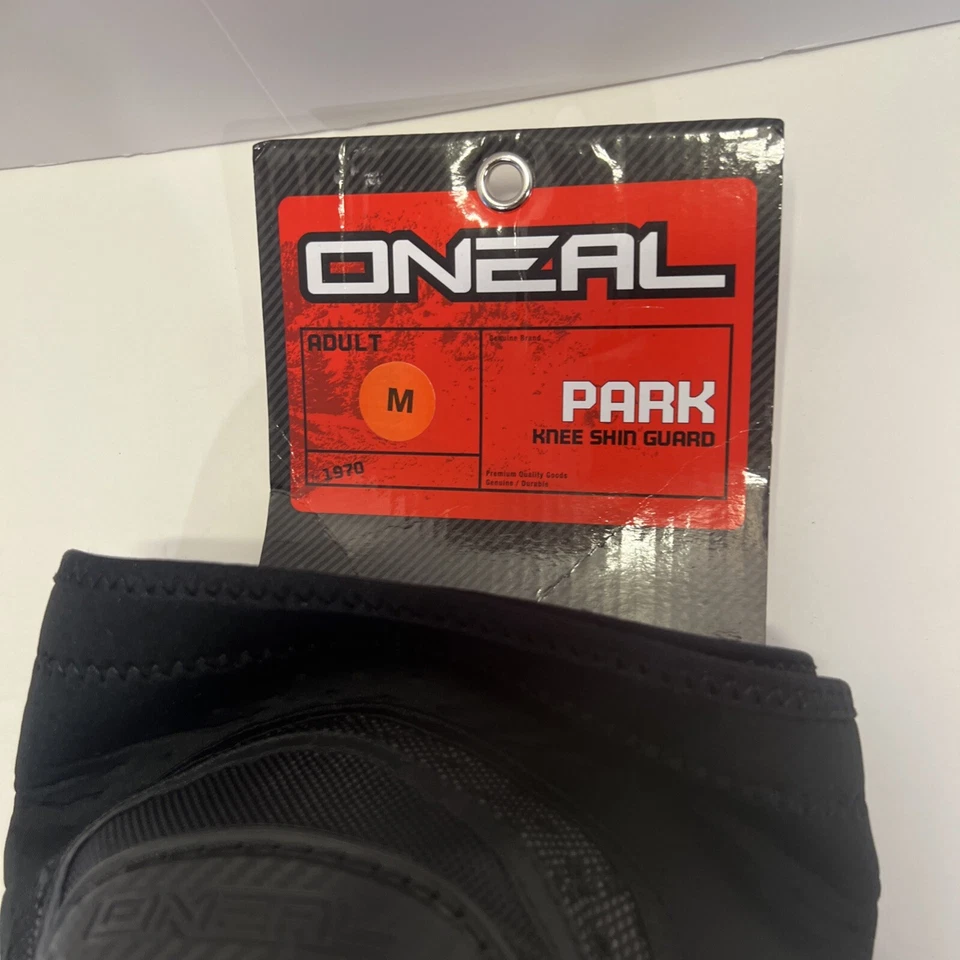 ONEAL
ADULT
M
1970
Genuine Brand
PARK
KNEE SHIN GUARD
Premium Quality Goods
Genuine / Durable
ONEAL